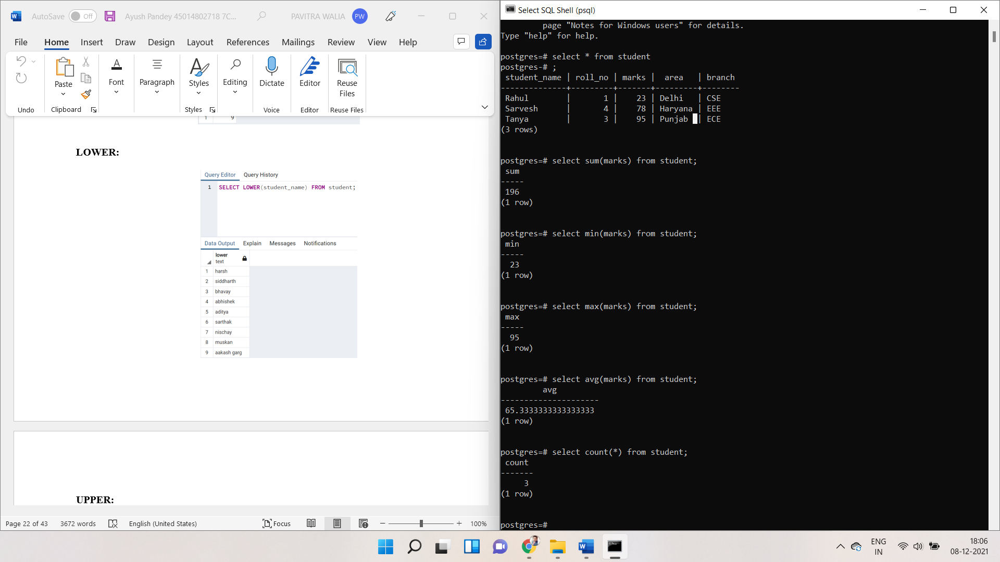 AutoSave Off Ayush Pandey 45014802718 7C... PAVITRA WALIA PW
File Home Insert Draw Design Layout References Mailings Review View Help
Paste Font Paragraph Styles Editing Dictate Editor Reuse Files
Undo Clipboard Styles Voice Editor Reuse Files
1 9
LOWER:
Query Editor Query History
1 SELECT LOWER(student_name) FROM student;
Data Output Explain Messages Notifications
lower
text
1 harsh
2 siddharth
3 bhavay
4 abhishek
5 aditya
6 sarthak
7 nischay
8 muskan
9 aakash garg
UPPER:
Page 22 of 43 3672 words English (United States) Focus 100%
Select SQL Shell (psql)
page "Notes for Windows users" for details.
Type "help" for help.
postgres=# select * from student
postgres-# ;
student_name | roll_no | marks | area | branch
--------------+---------+-------+---------+--------
Rahul | 1 | 23 | Delhi | CSE
Sarvesh | 4 | 78 | Haryana | EEE
Tanya | 3 | 95 | Punjab | ECE
(3 rows)
postgres=# select sum(marks) from student;
sum
-----
196
(1 row)
postgres=# select min(marks) from student;
min
-----
23
(1 row)
postgres=# select max(marks) from student;
max
-----
95
(1 row)
postgres=# select avg(marks) from student;
avg
---------------------
65.3333333333333333
(1 row)
postgres=# select count(*) from student;
count
-------
3
(1 row)
postgres=#
ENG
IN
18:06
08-12-2021